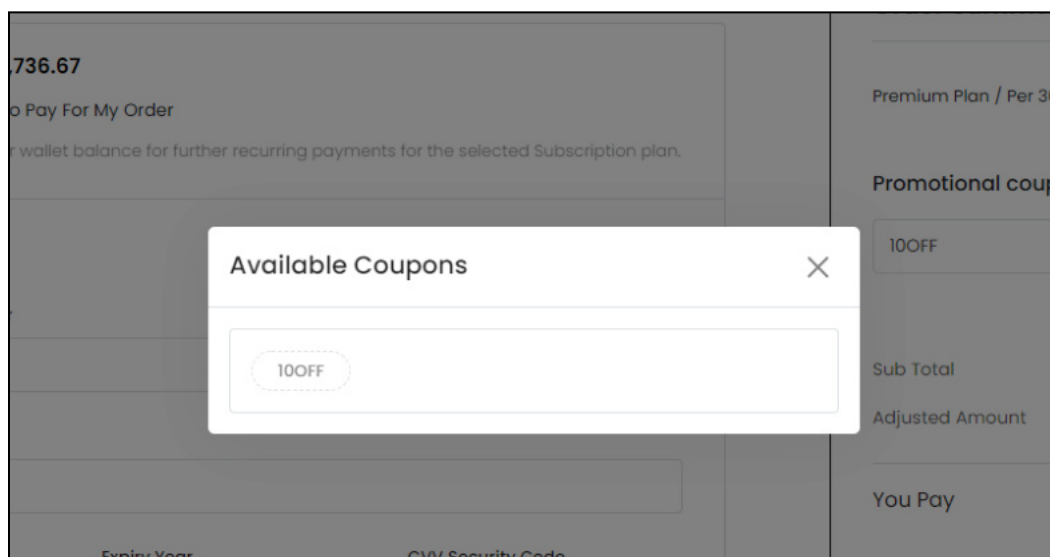 ,736.67
o Pay For My Order
r wallet balance for further recurring payments for the selected Subscription plan.
Premium Plan / Per 3
Promotional coup
10OFF
Available Coupons
10OFF
Sub Total
Adjusted Amount
You Pay
Expiry Year
CVV Security Code